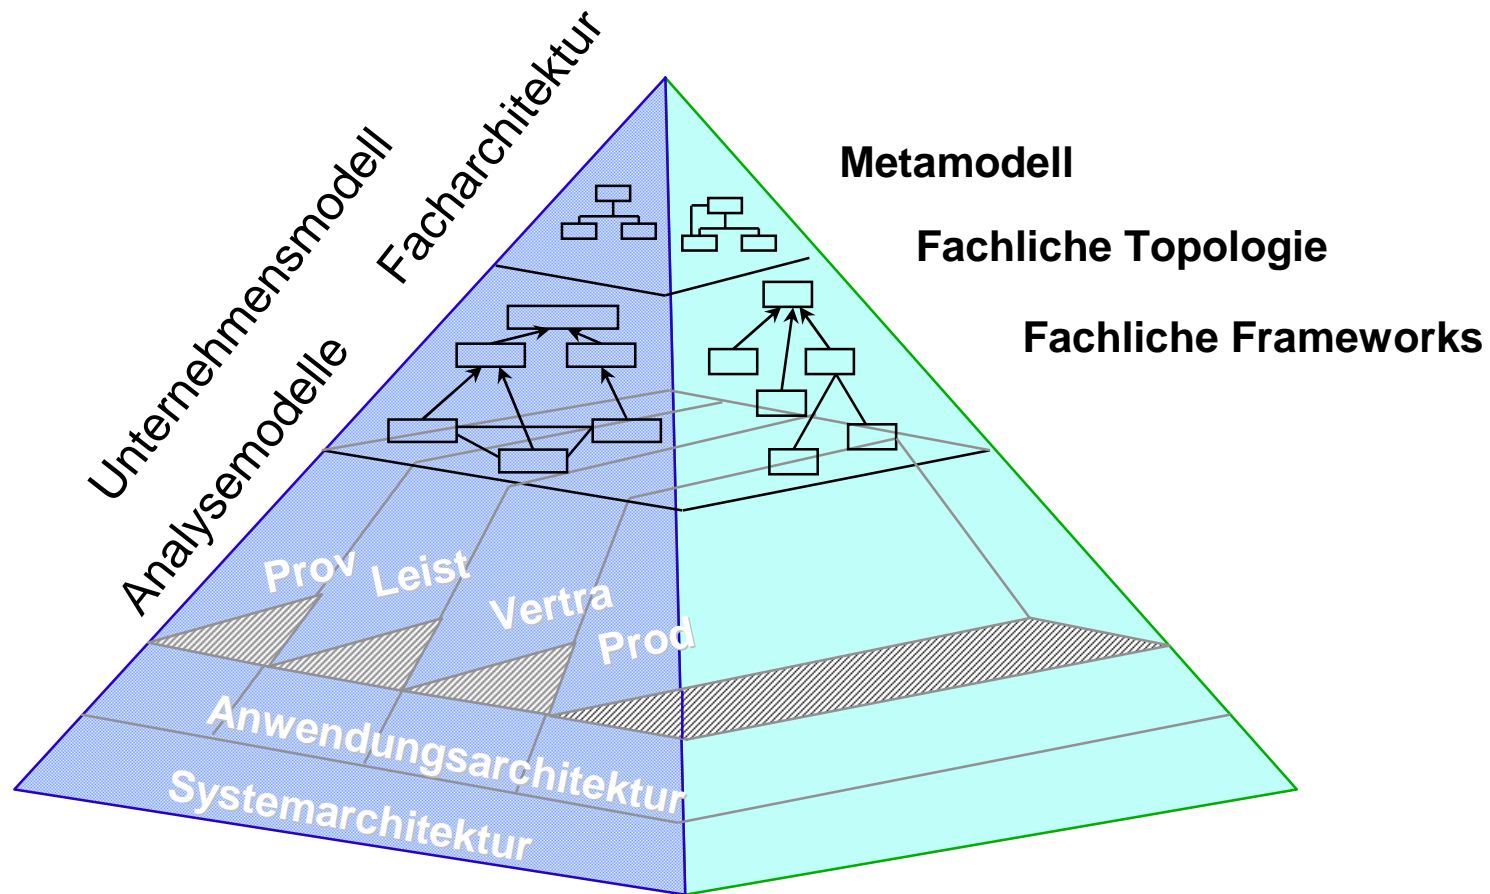 Unternehmensmodell
Facharchitektur
Analysemodelle
Metamodell
Fachliche Topologie
Fachliche Frameworks
Prov
Leist
Vertra
Prod
Anwendungsarchitektur
Systemarchitektur